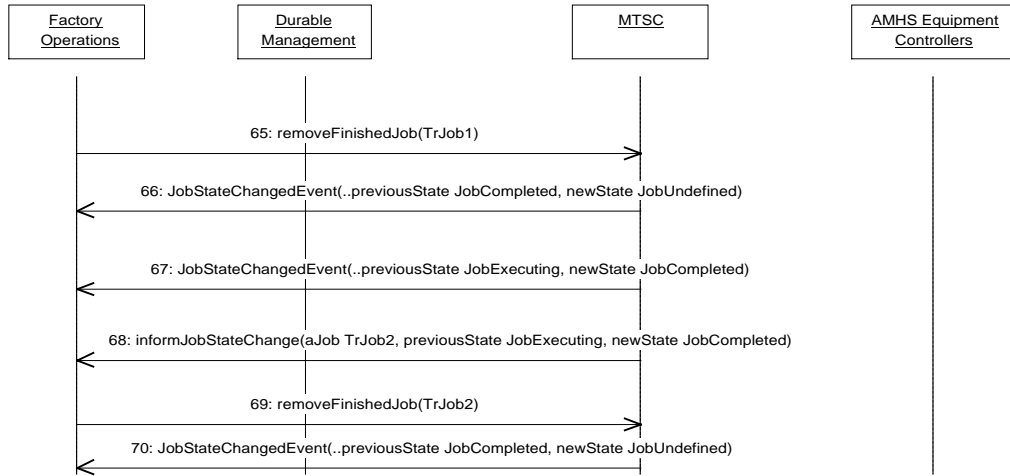 Factory
Operations
Durable
Management
MTSC
AMHS Equipment
Controllers
65: removeFinishedJob(TrJob1)
66: JobStateChangedEvent(..previousState JobCompleted, newState JobUndefined)
67: JobStateChangedEvent(..previousState JobExecuting, newState JobCompleted)
68: informJobStateChange(aJob TrJob2, previousState JobExecuting, newState JobCompleted)
69: removeFinishedJob(TrJob2)
70: JobStateChangedEvent(..previousState JobCompleted, newState JobUndefined)